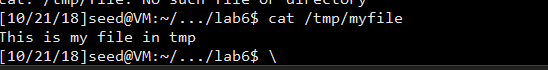 cat: /tmp/file: No such file or directory
[10/21/18]seed@VM:~/.../lab6$ cat /tmp/myfile
This is my file in tmp
[10/21/18]seed@VM:~/.../lab6$ \